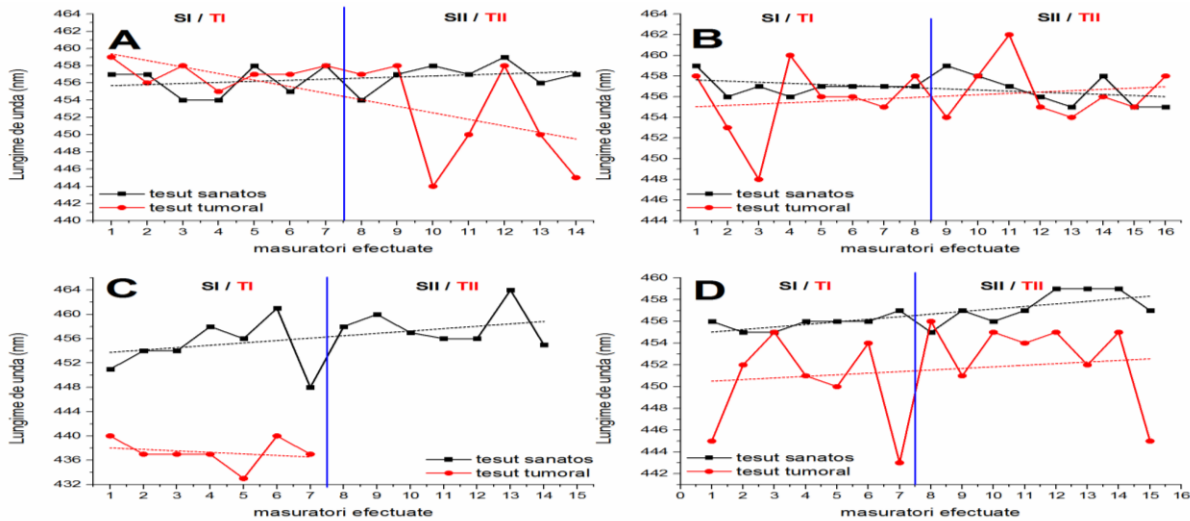 A
SI / TI
SII / TII
Lungime de unda (nm)
464
462
460
458
456
454
452
450
448
446
444
442
440
tesut sanatos
tesut tumoral
1 2 3 4 5 6 7 8 9 10 11 12 13 14
masuratori efectuate
B
SI / TI
SII / TII
Lungime de unda (nm)
464
462
460
458
456
454
452
450
448
446
444
tesut sanatos
tesut tumoral
1 2 3 4 5 6 7 8 9 10 11 12 13 14 15 16
masuratori efectuate
C
SI / TI
SII / TII
Lungime de unda (nm)
464
460
456
452
448
444
440
436
432
tesut sanatos
tesut tumoral
1 2 3 4 5 6 7 8 9 10 11 12 13 14 15
masuratori efectuate
D
SI / TI
SII / TII
Lungime de unda (nm)
460
458
456
454
452
450
448
446
444
442
tesut sanatos
tesut tumoral
0 1 2 3 4 5 6 7 8 9 10 11 12 13 14 15 16
masuratori efectuate